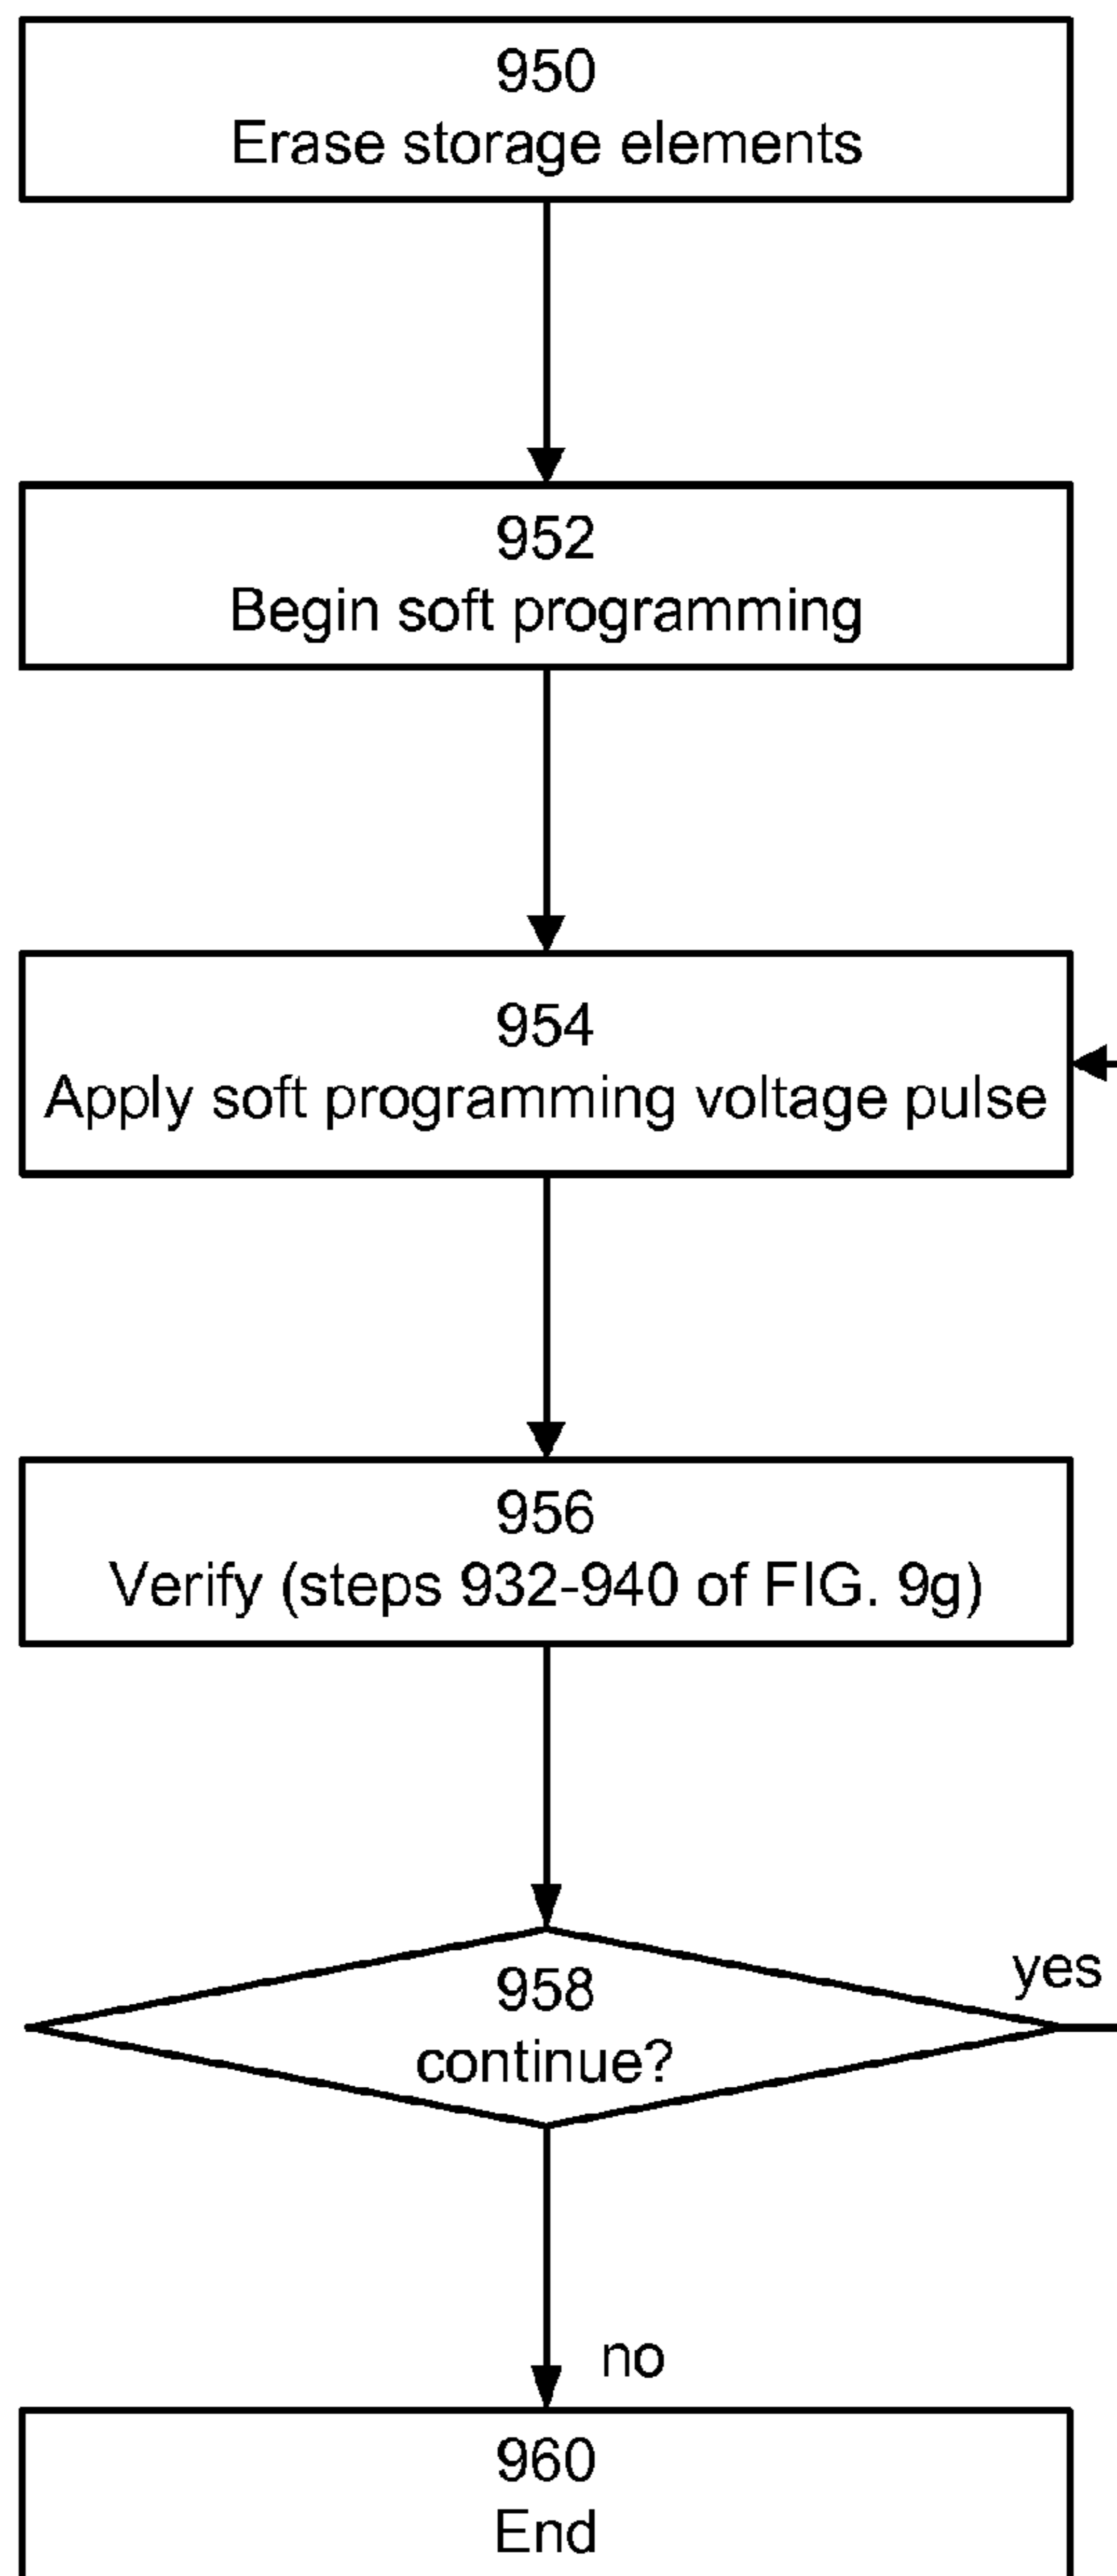 950
Erase storage elements
952
Begin soft programming
954
Apply soft programming voltage pulse
956
Verify (steps 932-940 of FIG. 9g)
958
continue?
yes
no
960
End